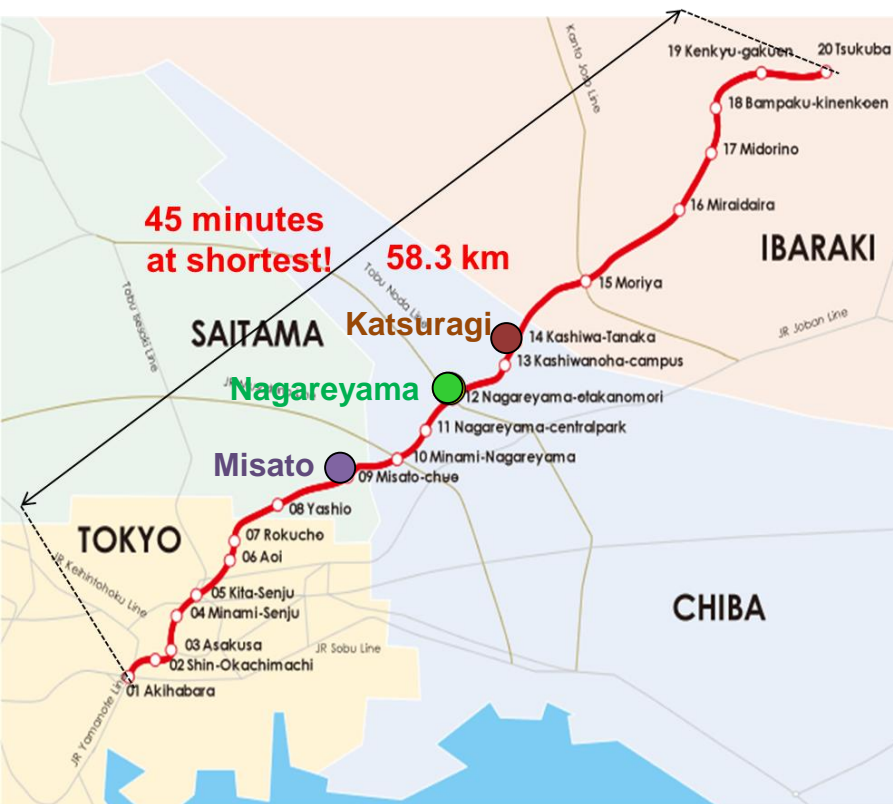 19 Kenkyu-gakuen
20 Tsukuba
Kanto Joso Line
18 Bampaku-kinenkoen
17 Midorino
16 Miraidaira
45 minutes
at shortest!
58.3 km
IBARAKI
Tobu Noda Line
15 Moriya
Tobu Isesaki Line
SAITAMA
Katsuragi
JR Joban Line
14 Kashiwa-Tanaka
13 Kashiwanoha-campus
Nagareyama
12 Nagareyama-otakanomori
11 Nagareyama-centralpark
10 Minami-Nagareyama
Misato
09 Misato-chuo
08 Yashio
TOKYO
07 Rokucho
06 Aoi
JR Keihintohoku Line
05 Kita-Senju
04 Minami-Senju
CHIBA
03 Asakusa
JR Sobu Line
02 Shin-Okachimachi
01 Akihabara
JR Yamanote Line